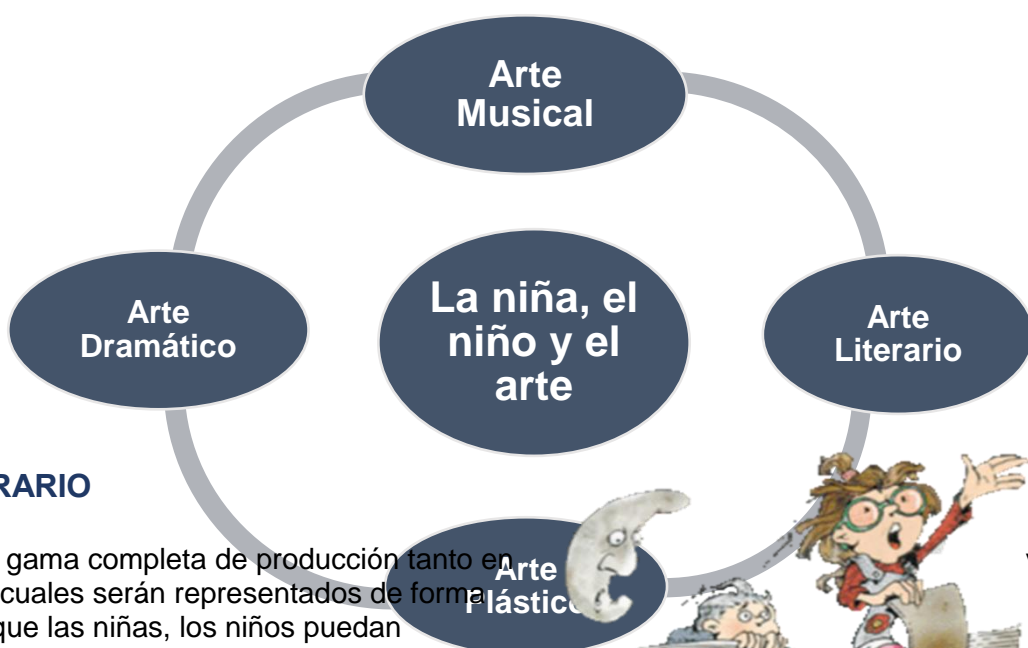 Arte
Musical
Arte
Dramático
La niña, el
niño y el
arte
Arte
Literario
RARIO
gama completa de producción tanto en
cuales serán representados de forma
que las niñas, los niños puedan
Arte
Plástico